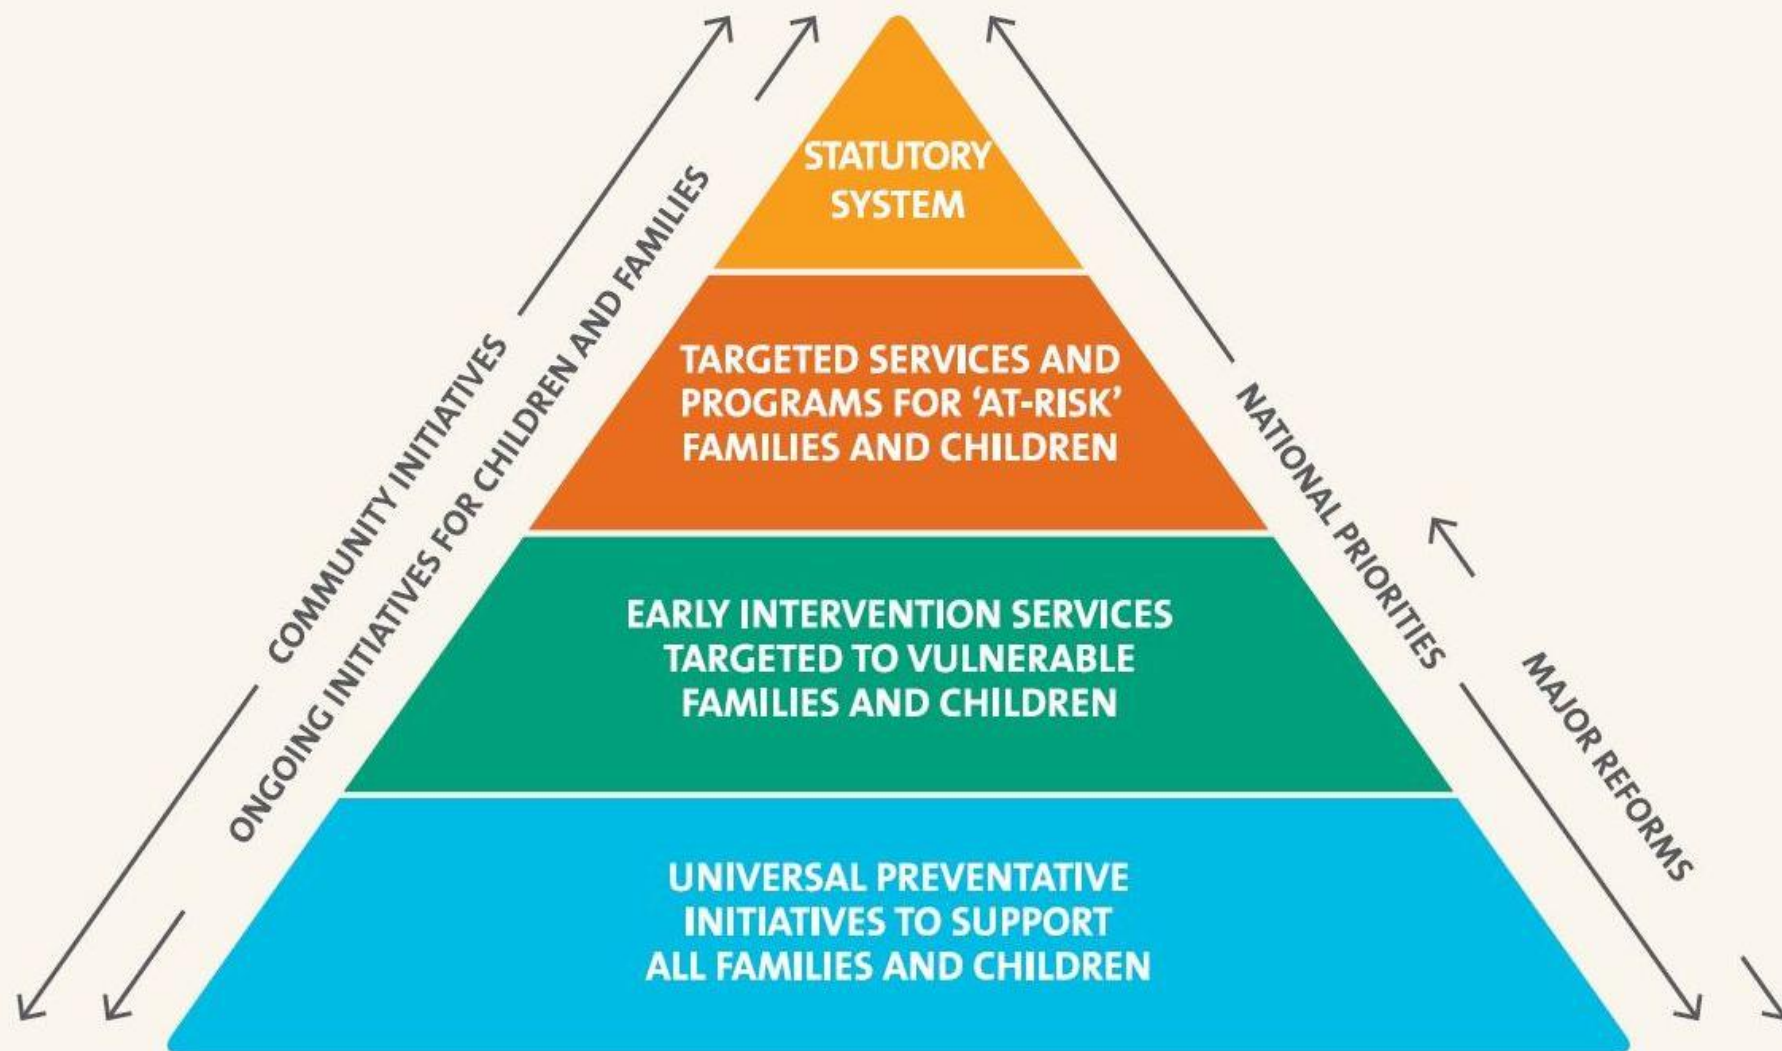 STATUTORY
SYSTEM
TARGETED SERVICES AND
PROGRAMS FOR ‘AT-RISK’
FAMILIES AND CHILDREN
EARLY INTERVENTION SERVICES
TARGETED TO VULNERABLE
FAMILIES AND CHILDREN
UNIVERSAL PREVENTATIVE
INITIATIVES TO SUPPORT
ALL FAMILIES AND CHILDREN
COMMUNITY INITIATIVES
ONGOING INITIATIVES FOR CHILDREN AND FAMILIES
NATIONAL PRIORITIES
MAJOR REFORMS